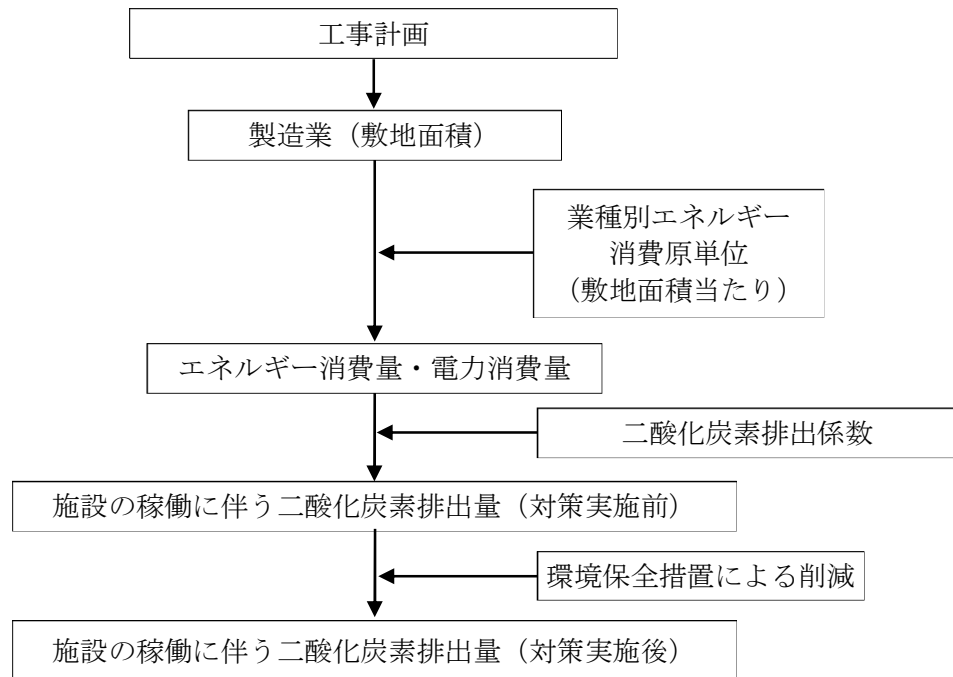 工事計画
製造業（敷地面積）
業種別エネルギー
消費原単位
（敷地面積当たり）
エネルギー消費量・電力消費量
二酸化炭素排出係数
施設の稼働に伴う二酸化炭素排出量（対策実施前）
環境保全措置による削減
施設の稼働に伴う二酸化炭素排出量（対策実施後）